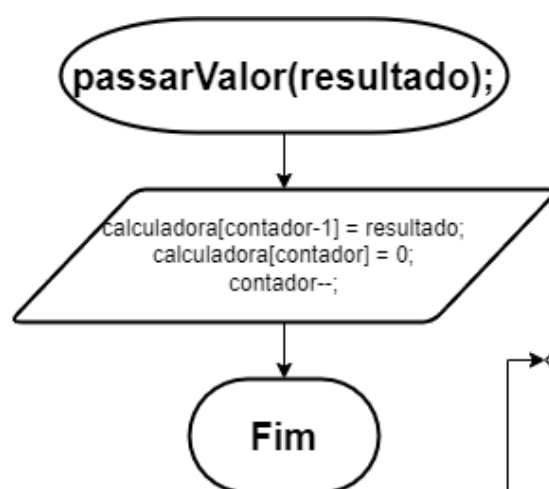 passarValor(resultado);
calculadora[contador-1] = resultado;
calculadora[contador] = 0;
contador--;
Fim